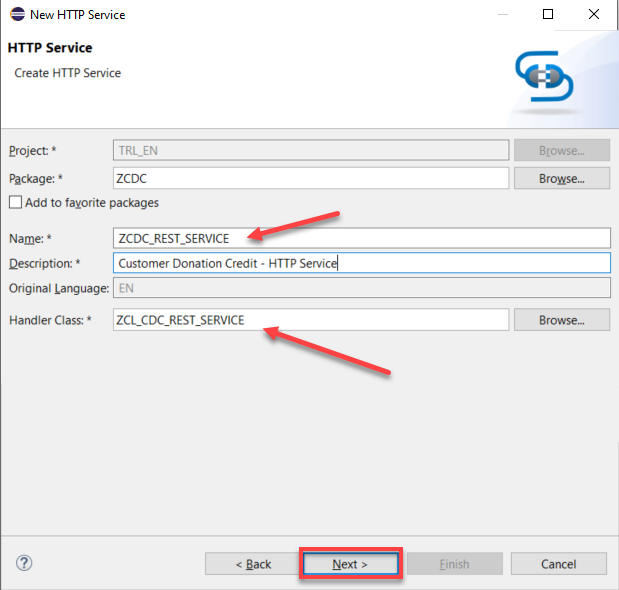 New HTTP Service
HTTP Service
Create HTTP Service
Project: * TRL_EN Browse...
Package: * ZCDC Browse...
Add to favorite packages
Name: * ZCDC_REST_SERVICE
Description: * Customer Donation Credit - HTTP Service
Original Language: EN
Handler Class: * ZCL_CDC_REST_SERVICE Browse...
? < Back Next > Finish Cancel